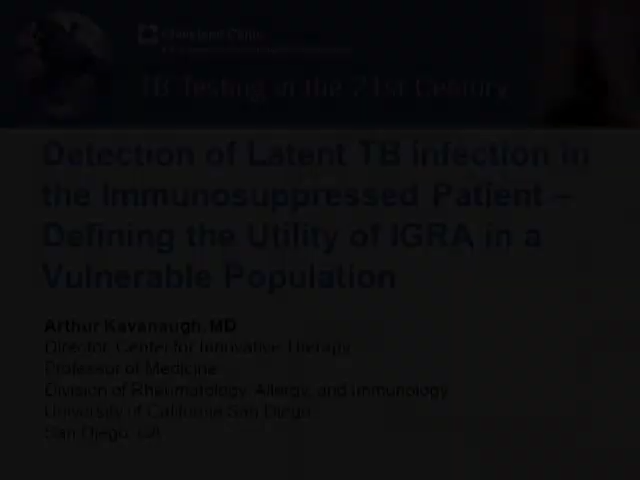 Cleveland Clinic
TB Testing in the 21st Century
Detection of Latent TB Infection in
the Immunosuppressed Patient –
Defining the Utility of IGRA in a
Vulnerable Population
Arthur Kavanaugh, MD
Director, Center for Innovative Therapy
Professor of Medicine
Division of Rheumatology, Allergy, and Immunology
University of California San Diego
San Diego, CA